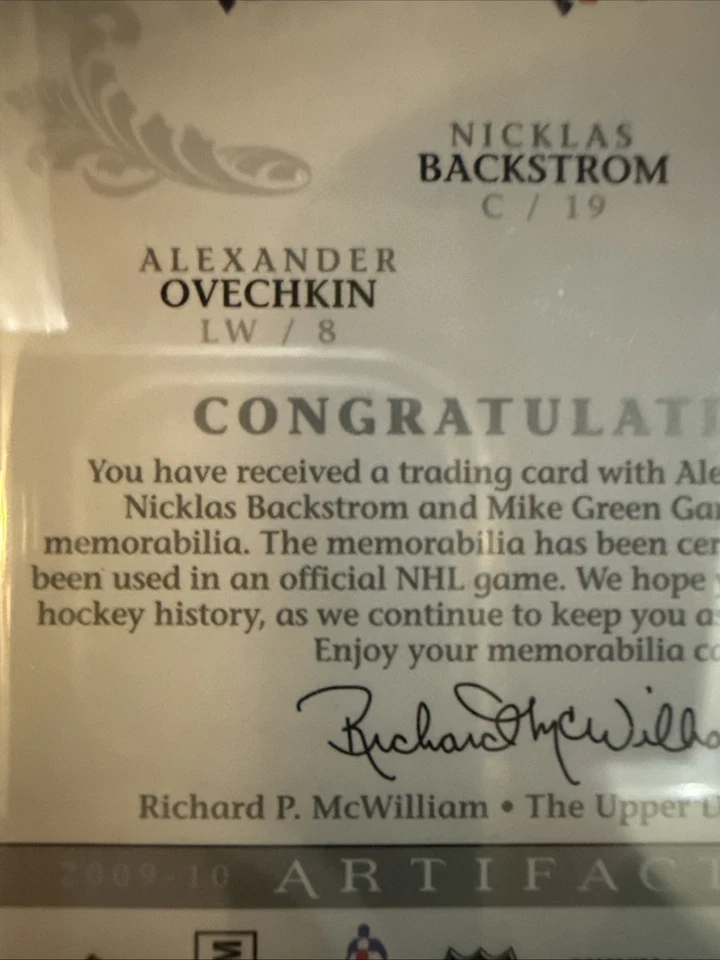 NICKLAS
BACKSTROM
C / 19
ALEXANDER
OVECHKIN
LW / 8
CONGRATULATI
You have received a trading card with Ale
Nicklas Backstrom and Mike Green Ga
memorabilia. The memorabilia has been cer
been used in an official NHL game. We hope
hockey history, as we continue to keep you a
Enjoy your memorabilia c
Richard P. McWilliam • The Upper D
2009-10 ARTIFACT